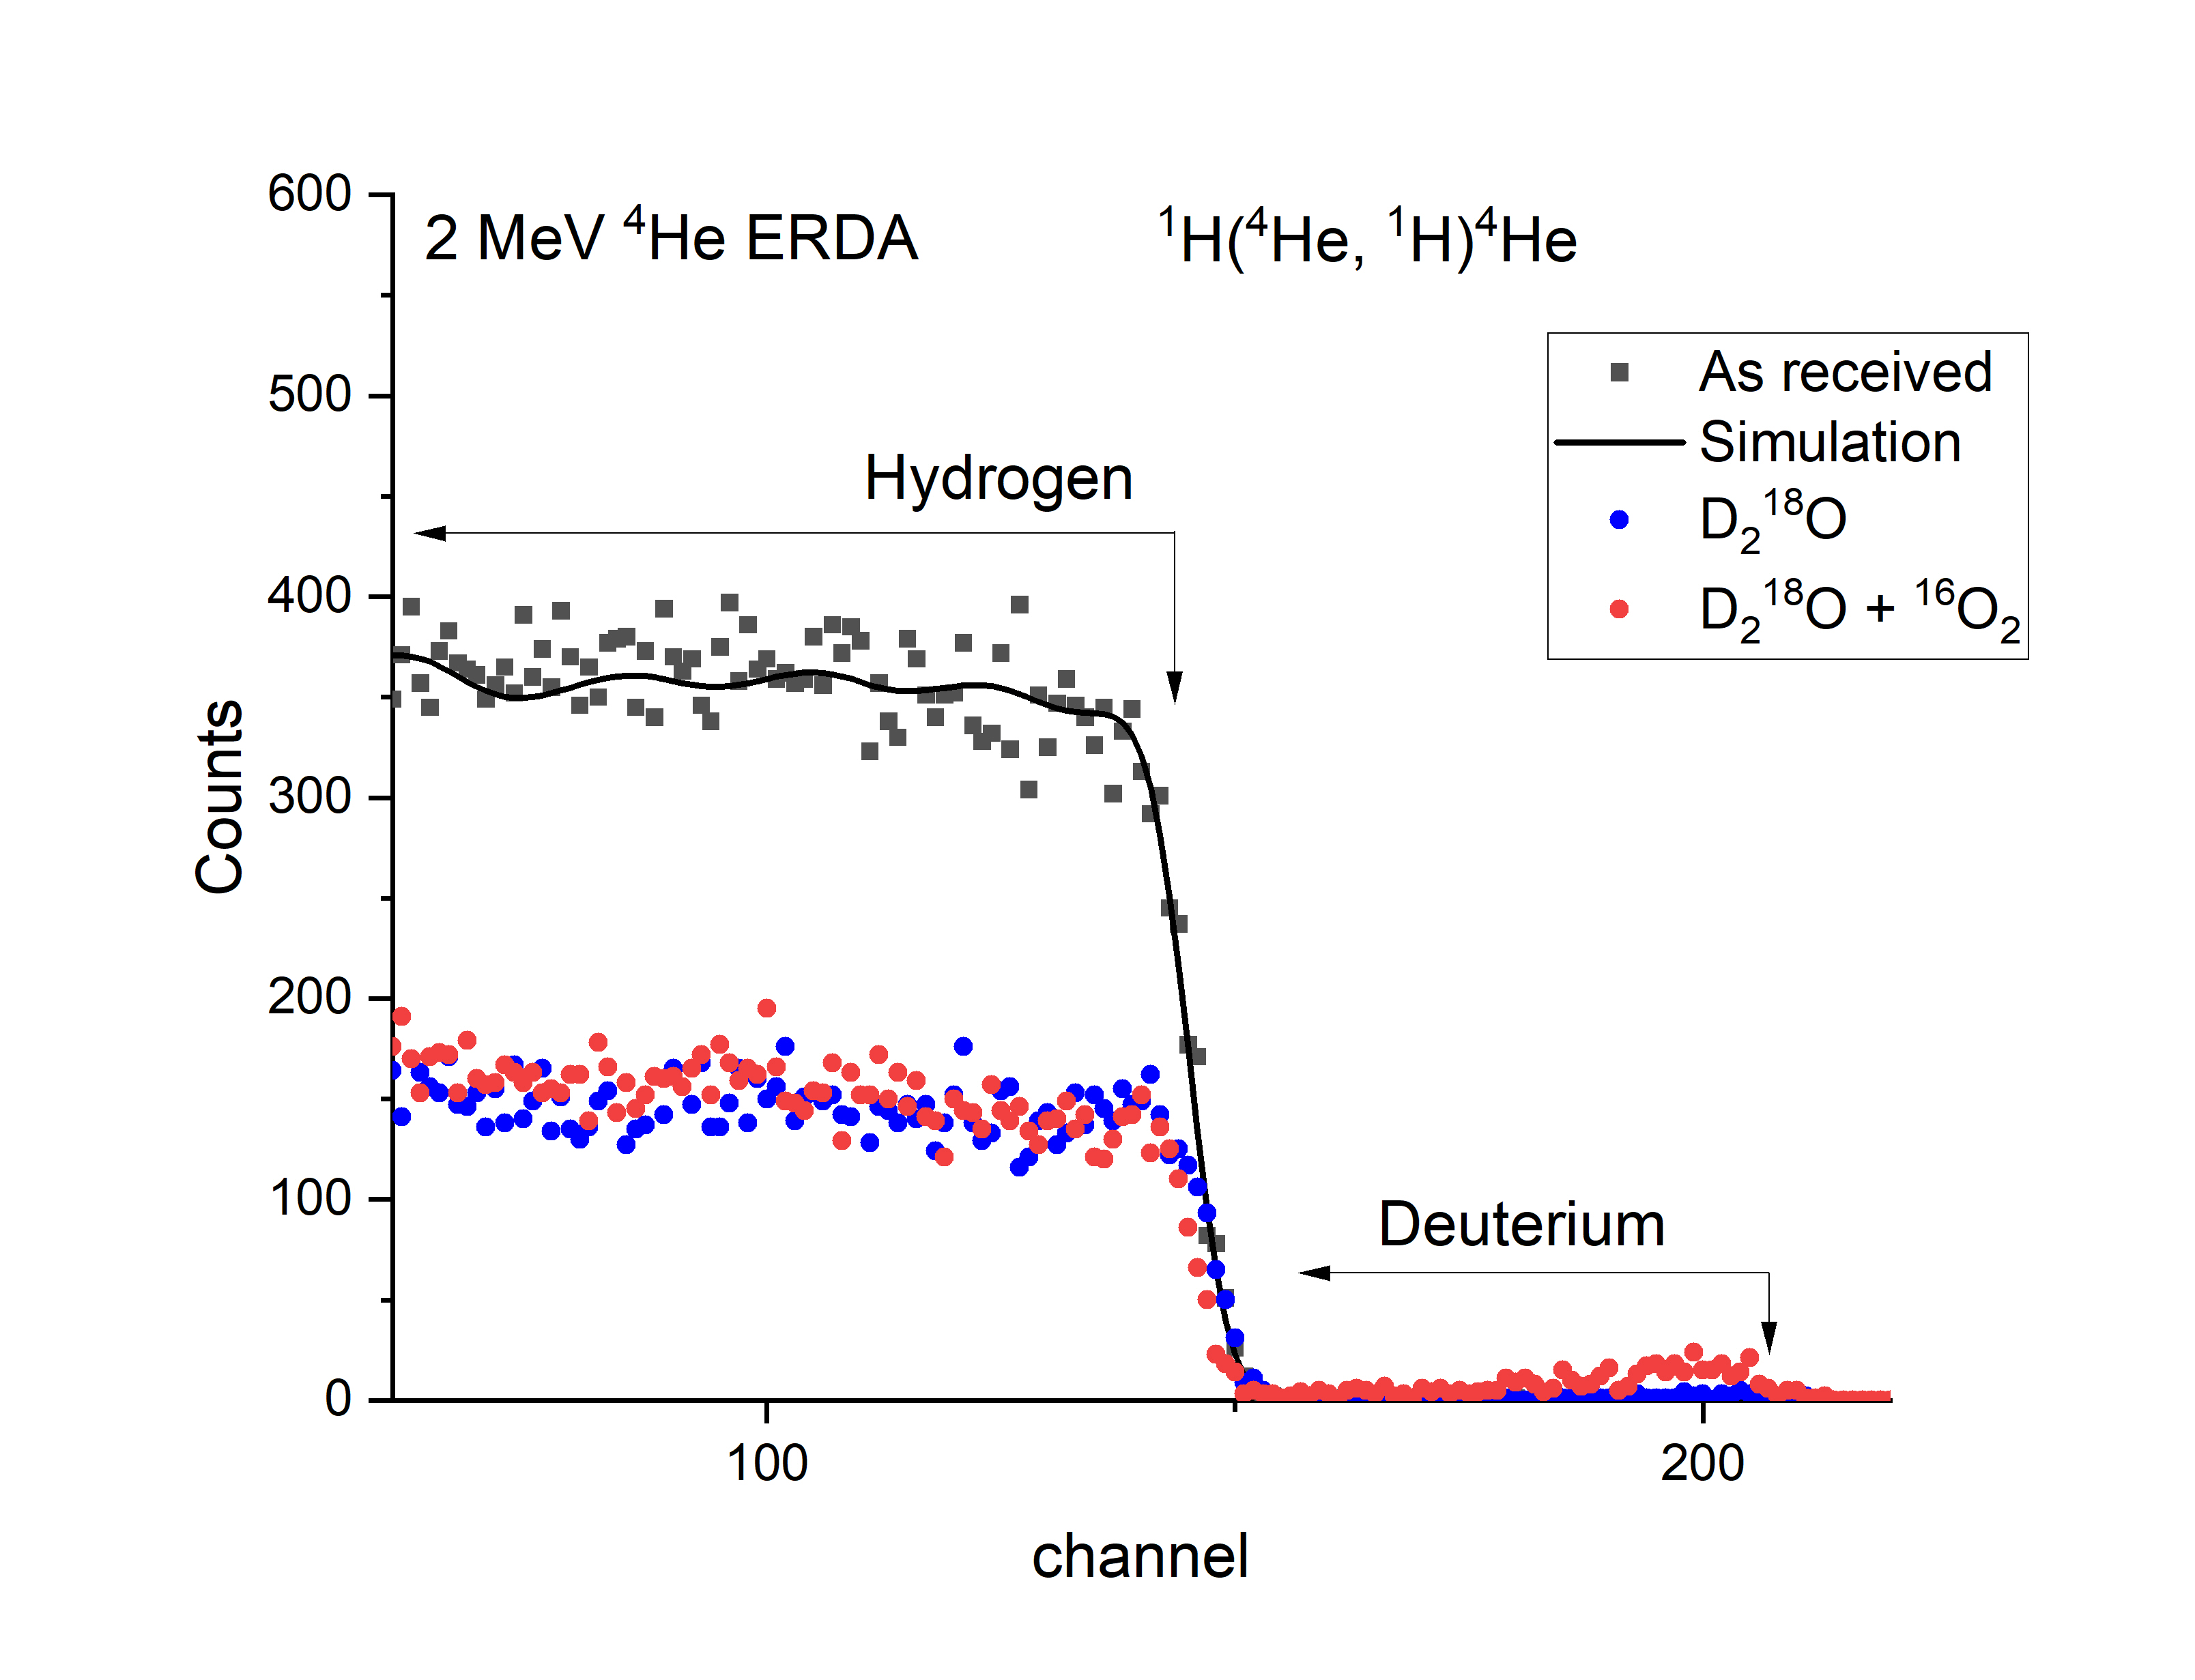 2 MeV ⁴He ERDA
¹H(⁴He, ¹H)⁴He
As received
Simulation
D₂¹⁸O
D₂¹⁸O + ¹⁶O₂
Hydrogen
Deuterium
Counts
600
500
400
300
200
100
0
100
200
channel